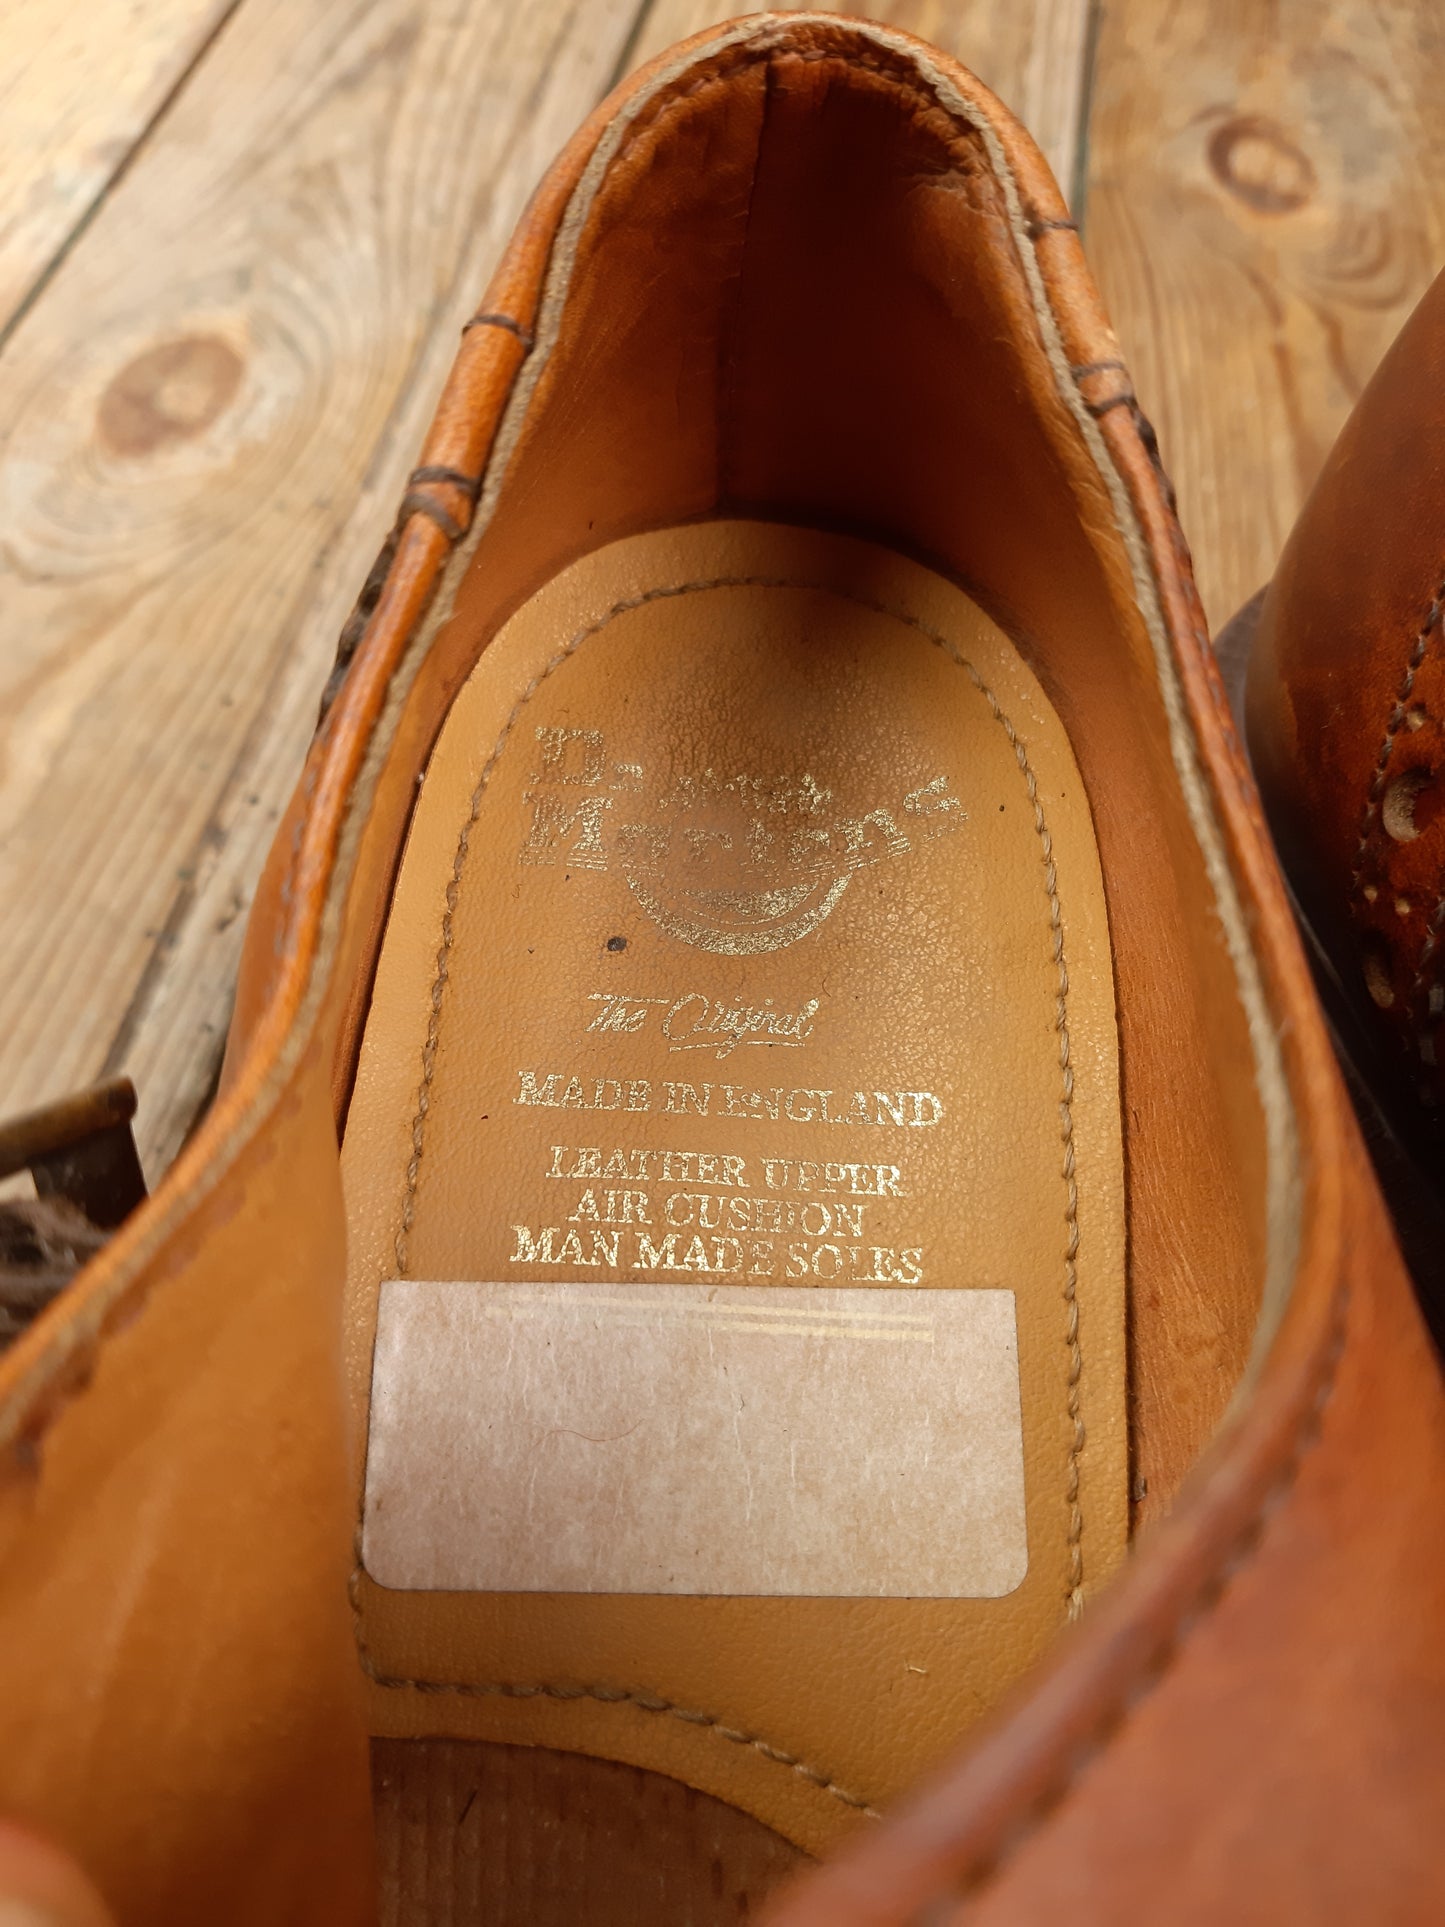 Dr.
Martens
The Original
MADE IN ENGLAND
LEATHER UPPER
AIR CUSHION
MAN MADE SOLES